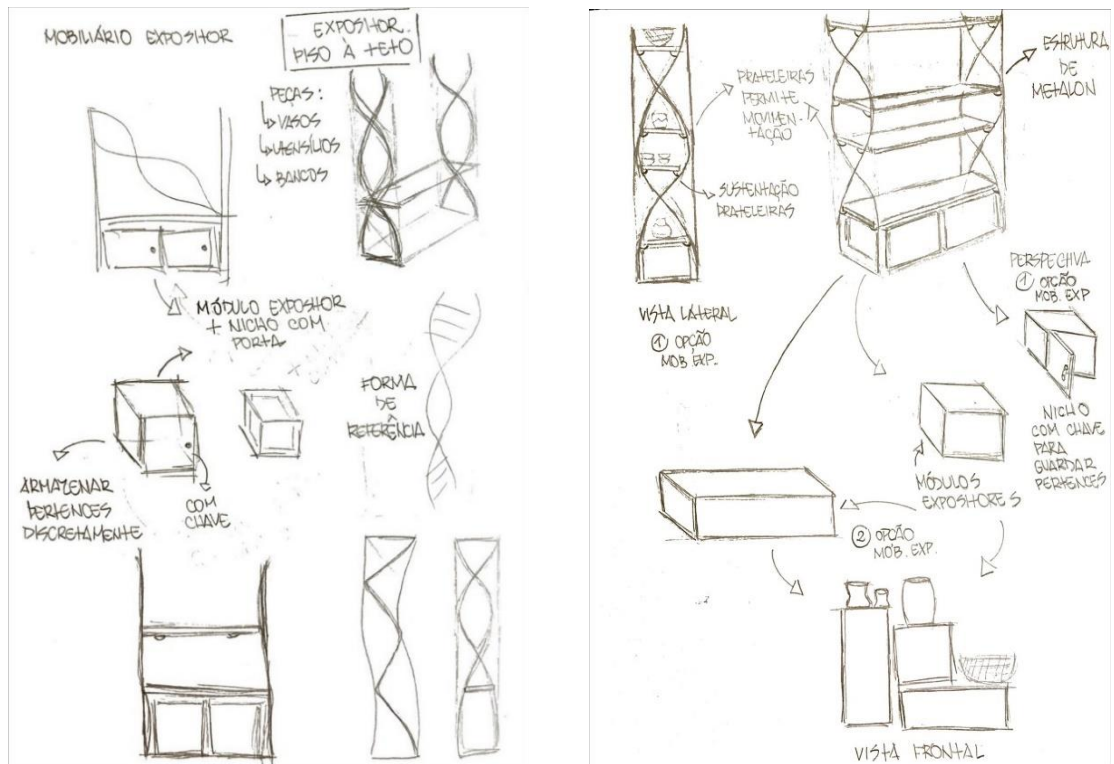 MOBILIÁRIO EXPOSITOR
EXPOSITOR
PISO À TETO
PEÇAS:
VASOS
UTENSÍLIOS
BANCOS
MÓDULO EXPOSITOR
+ NICHO COM
PORTA
FORMA
DE
REFERÊNCIA
ARMAZENAR
PERTENCES
DISCRETAMENTE
COM
CHAVE
ESTRUTURA
DE
METALON
PRATELEIRAS
PERMITE
MOVIMEN-
TAÇÃO
SUSTENTAÇÃO
PRATELEIRAS
VISTA LATERAL
1 OPÇÃO
MOB. EXP.
PERSPECTIVA
1 OPÇÃO
MOB. EXP
NICHO
COM CHAVE
PARA
GUARDAR
PERTENCES
MÓDULOS
EXPOSITORES
2 OPÇÃO
MOB. EXP.
VISTA FRONTAL